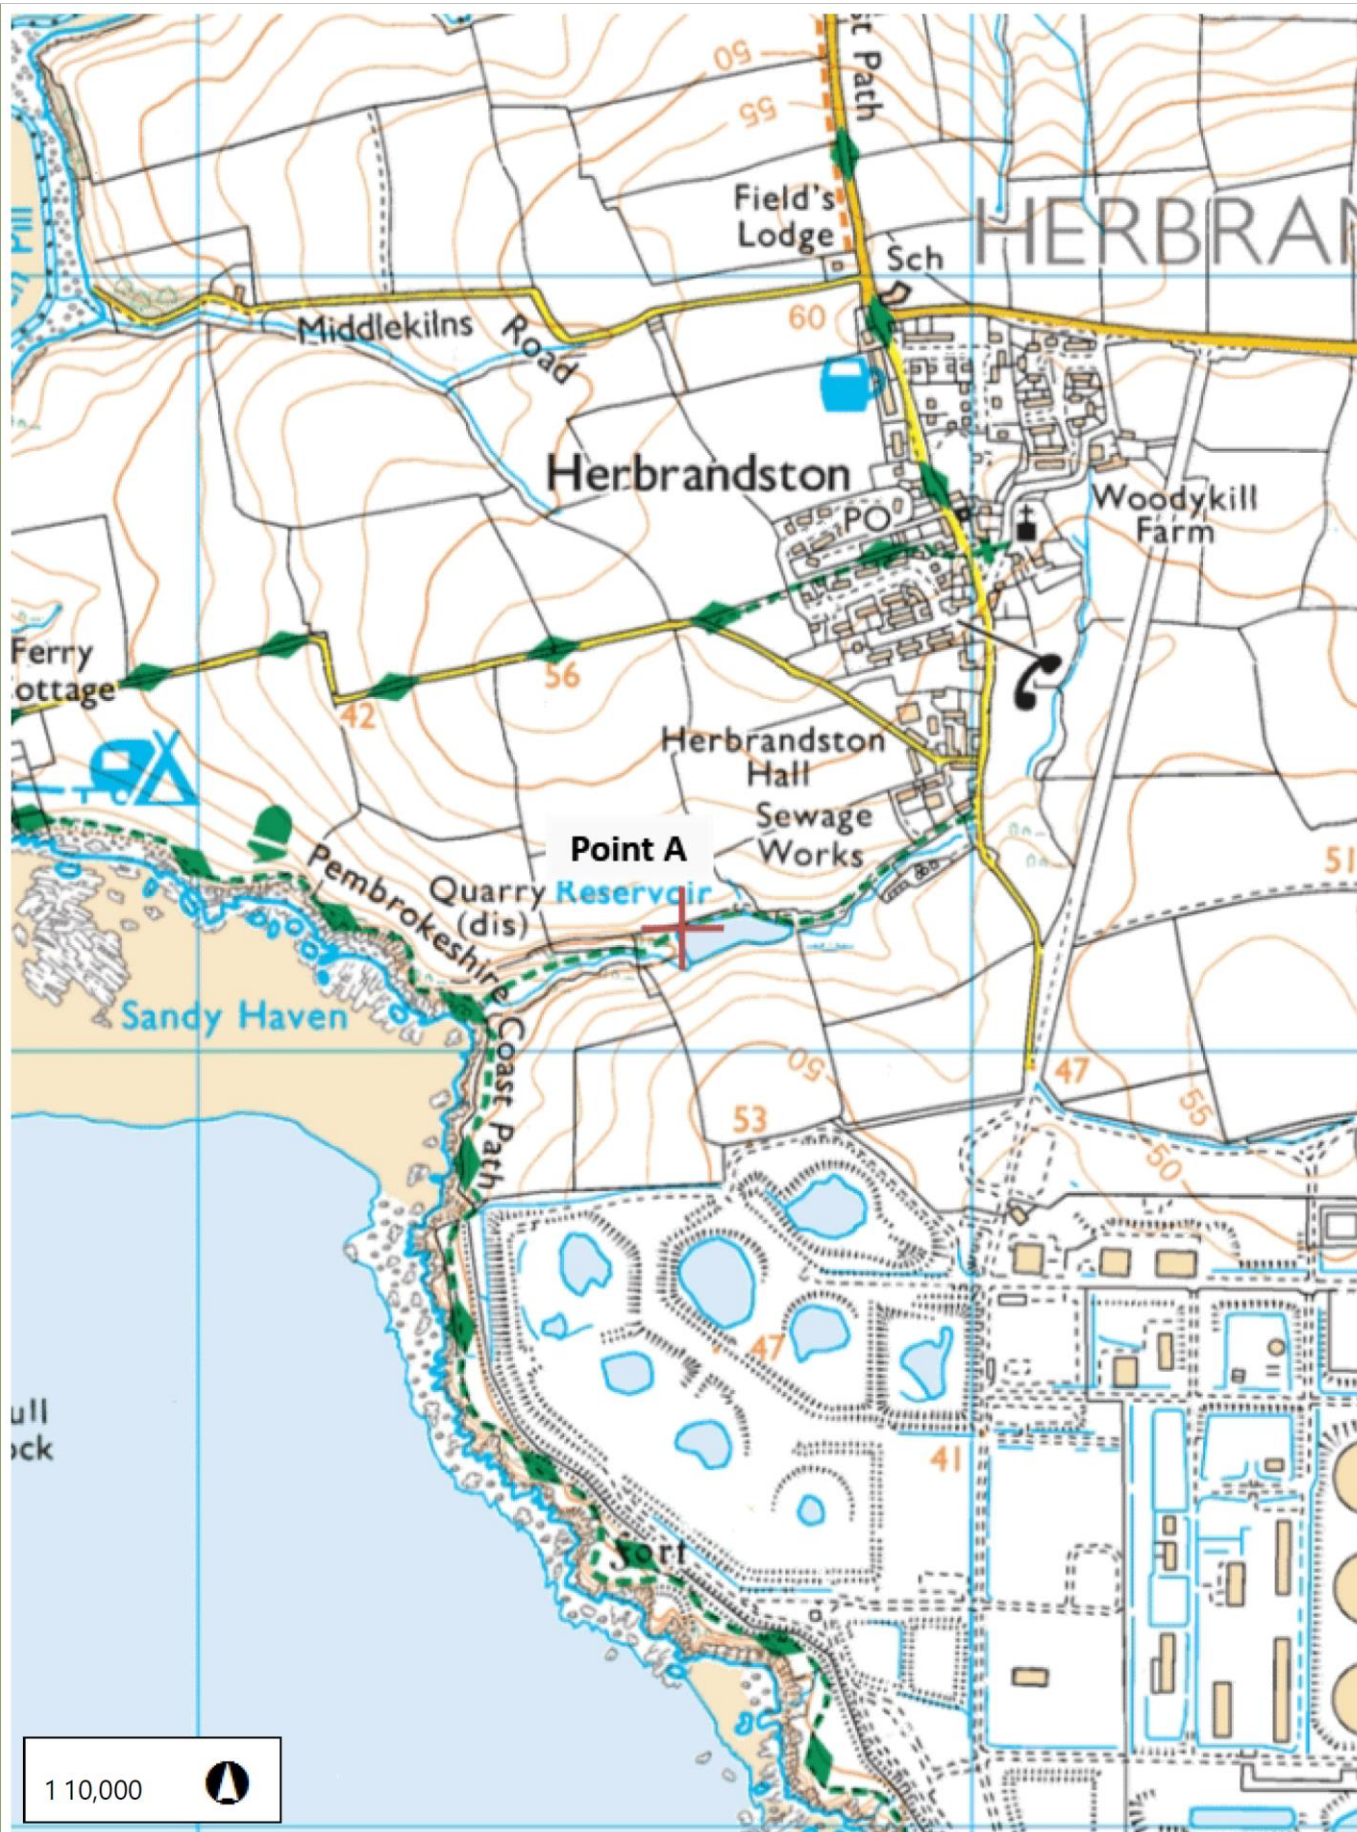 st Path
50
55
Field's
Lodge
Sch
HERBRAN
60
Middlekilns Road
Herbrandston
PO
Woodykill
Farm
Ferry
ottage
56
42
Herbrandston
Hall
Sewage
Works
Point A
51
Pembrokeshire Coast Path
Quarry
(dis)
Reservoir
Sandy Haven
50
47
53
55
50
47
ull
ock
41
Fort
1 10,000